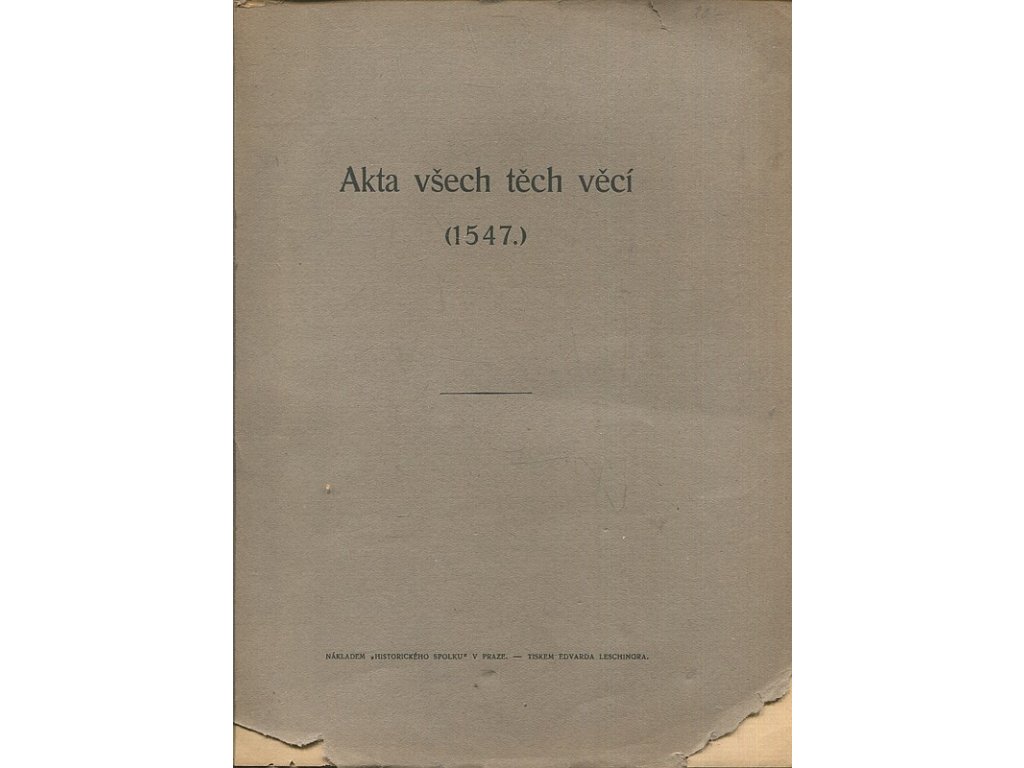 Akta všech těch věcí
(1547.)
NÁKLADEM „HISTORICKÉHO SPOLKU“ V PRAZE. — TISKEM EDVARDA LESCHINGRA.